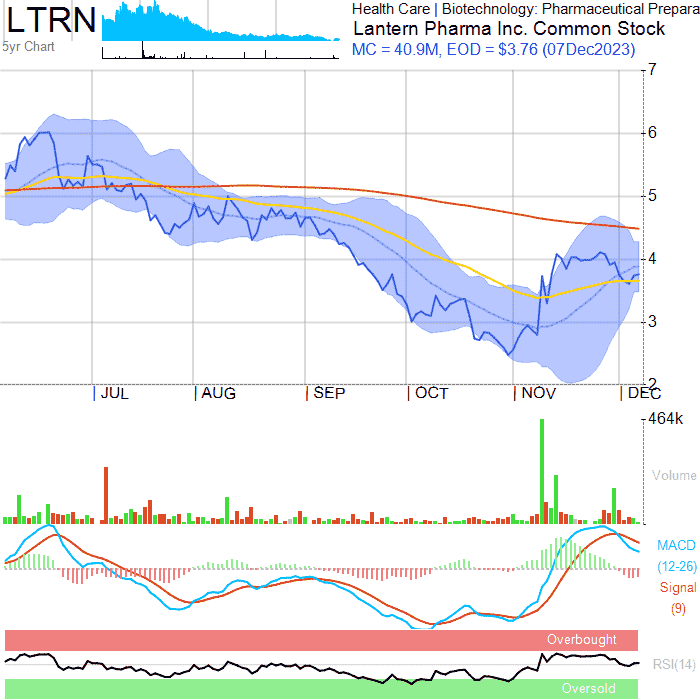 LTRN
5yr Chart
Health Care | Biotechnology: Pharmaceutical Prepara
Lantern Pharma Inc. Common Stock
MC = 40.9M, EOD = $3.76 (07Dec2023)
7
6
5
4
3
2
JUL AUG SEP OCT NOV DEC
464k
Volume
MACD
(12-26)
Signal
(9)
Overbought
RSI(14)
Oversold